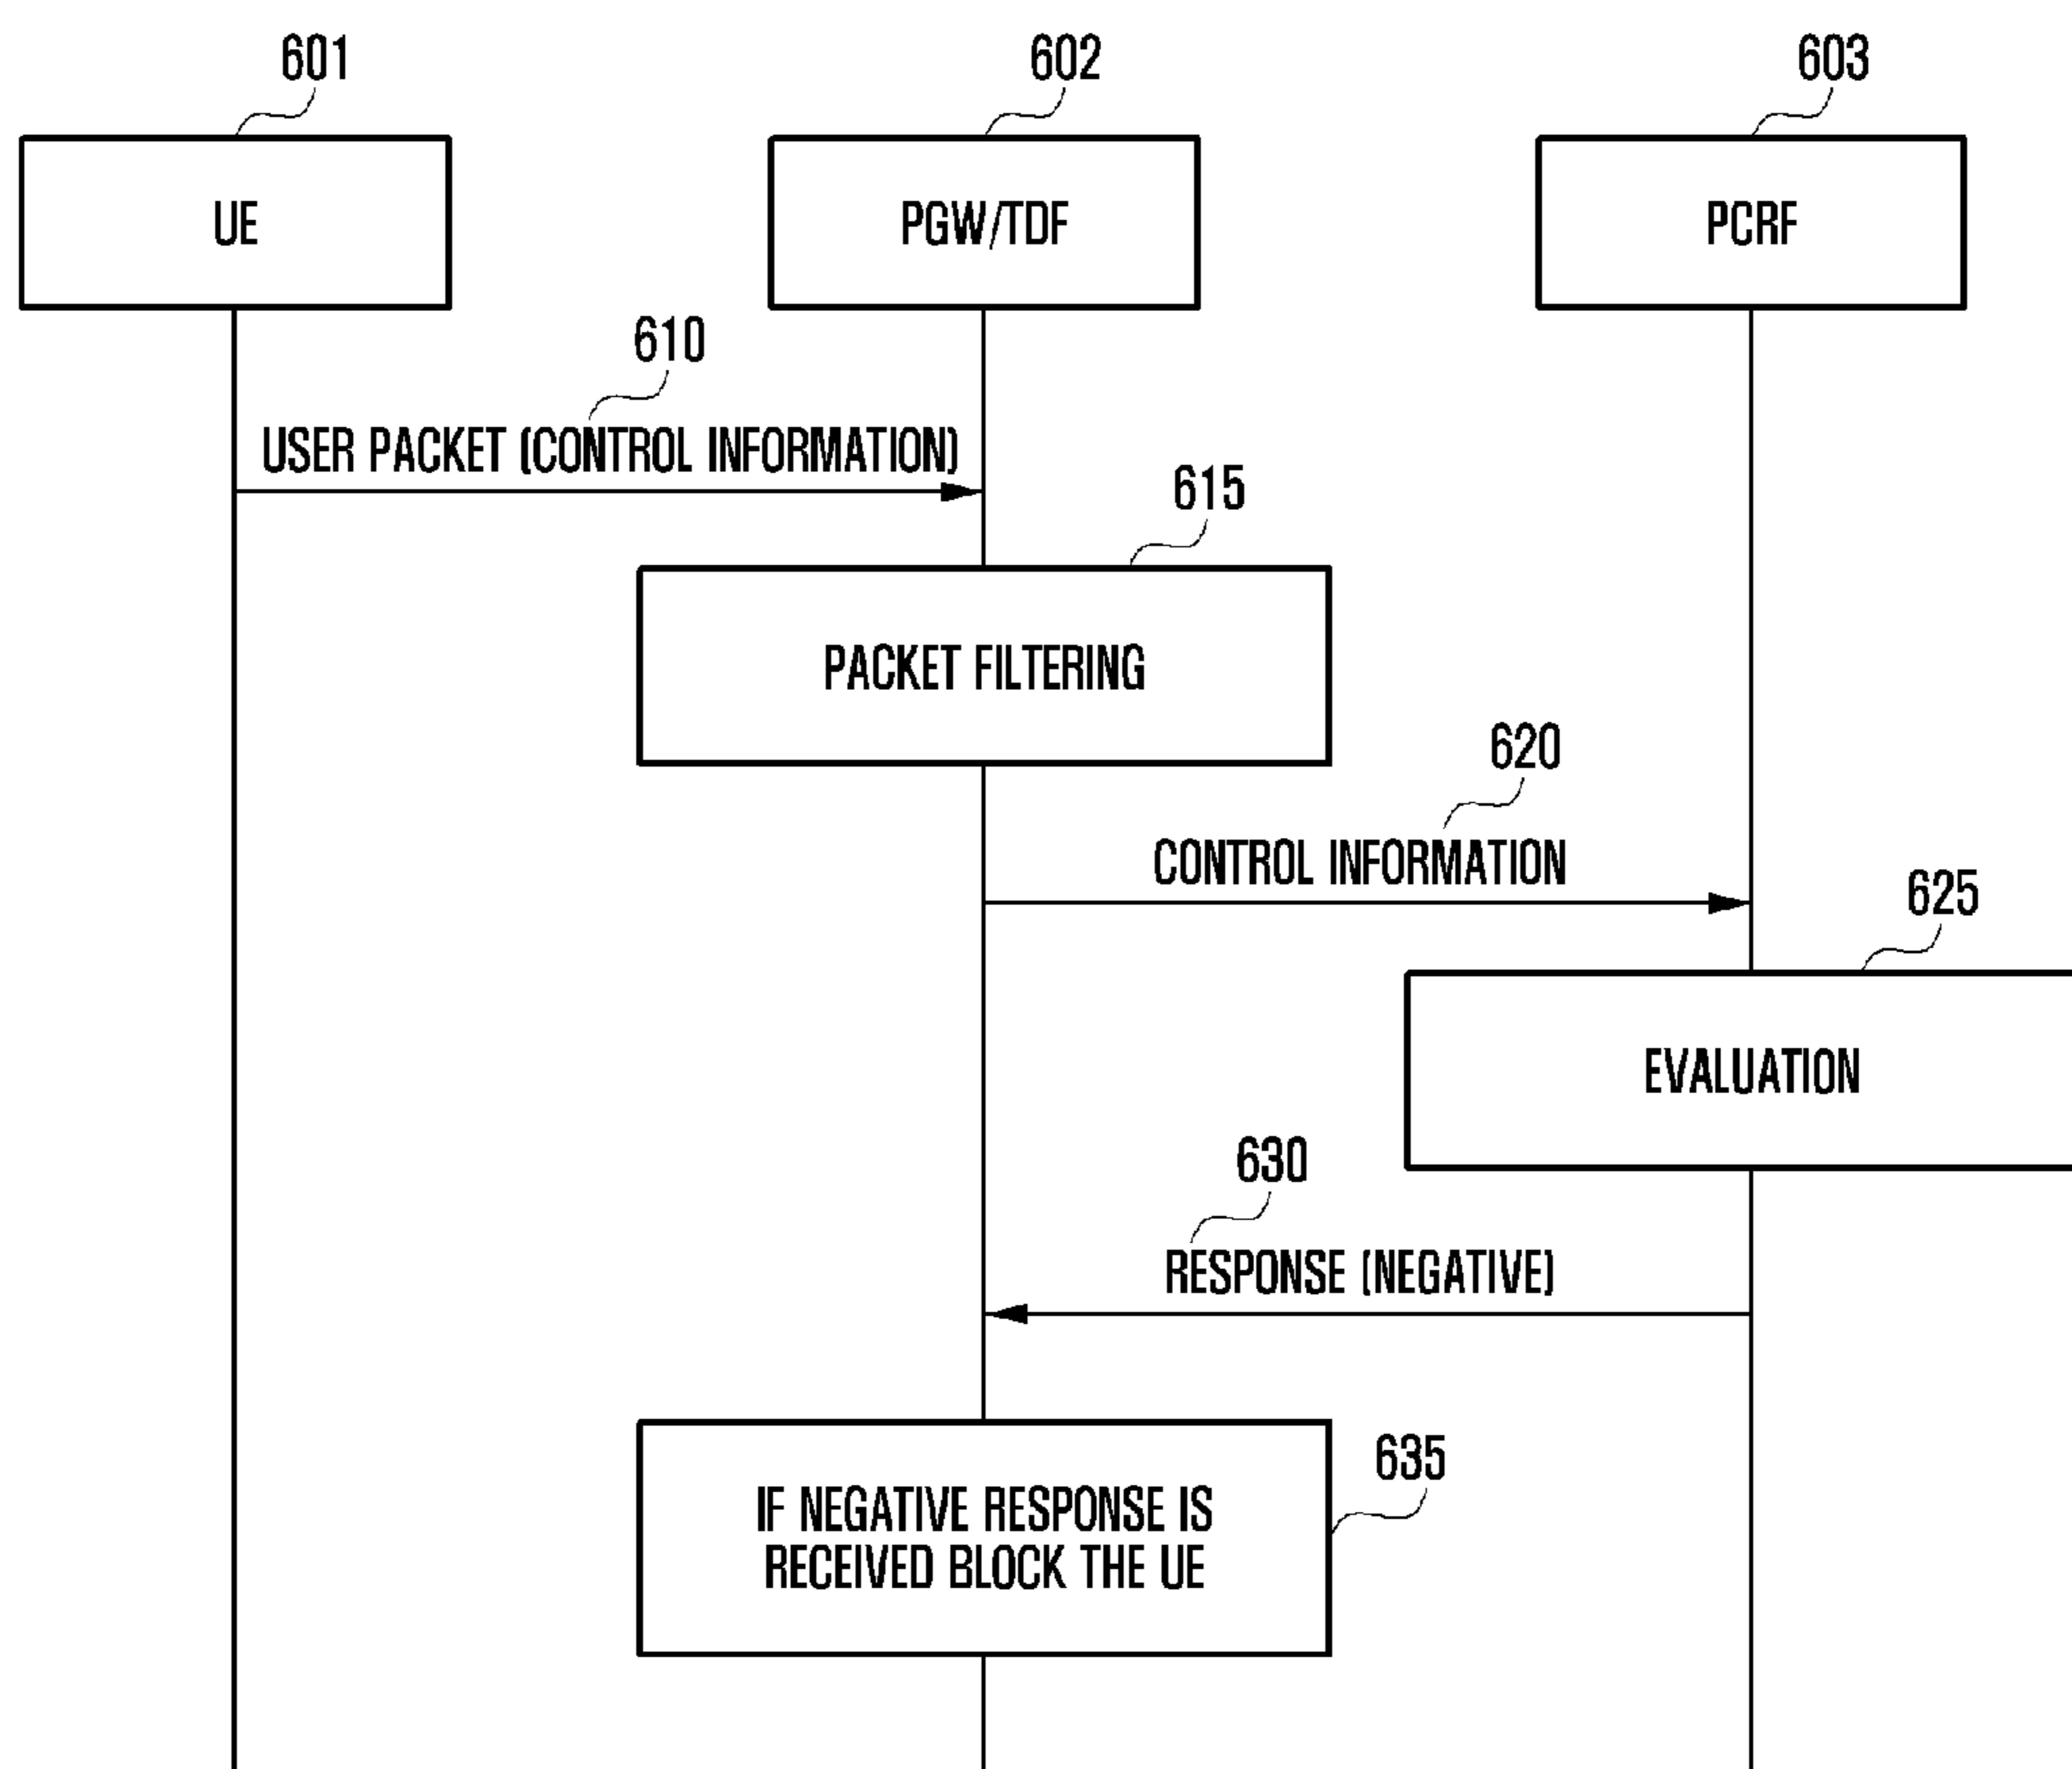 601
602
603
UE
PGW/TDF
PCRF
610
USER PACKET (CONTROL INFORMATION)
615
PACKET FILTERING
620
CONTROL INFORMATION
625
EVALUATION
630
RESPONSE (NEGATIVE)
635
IF NEGATIVE RESPONSE IS
RECEIVED BLOCK THE UE